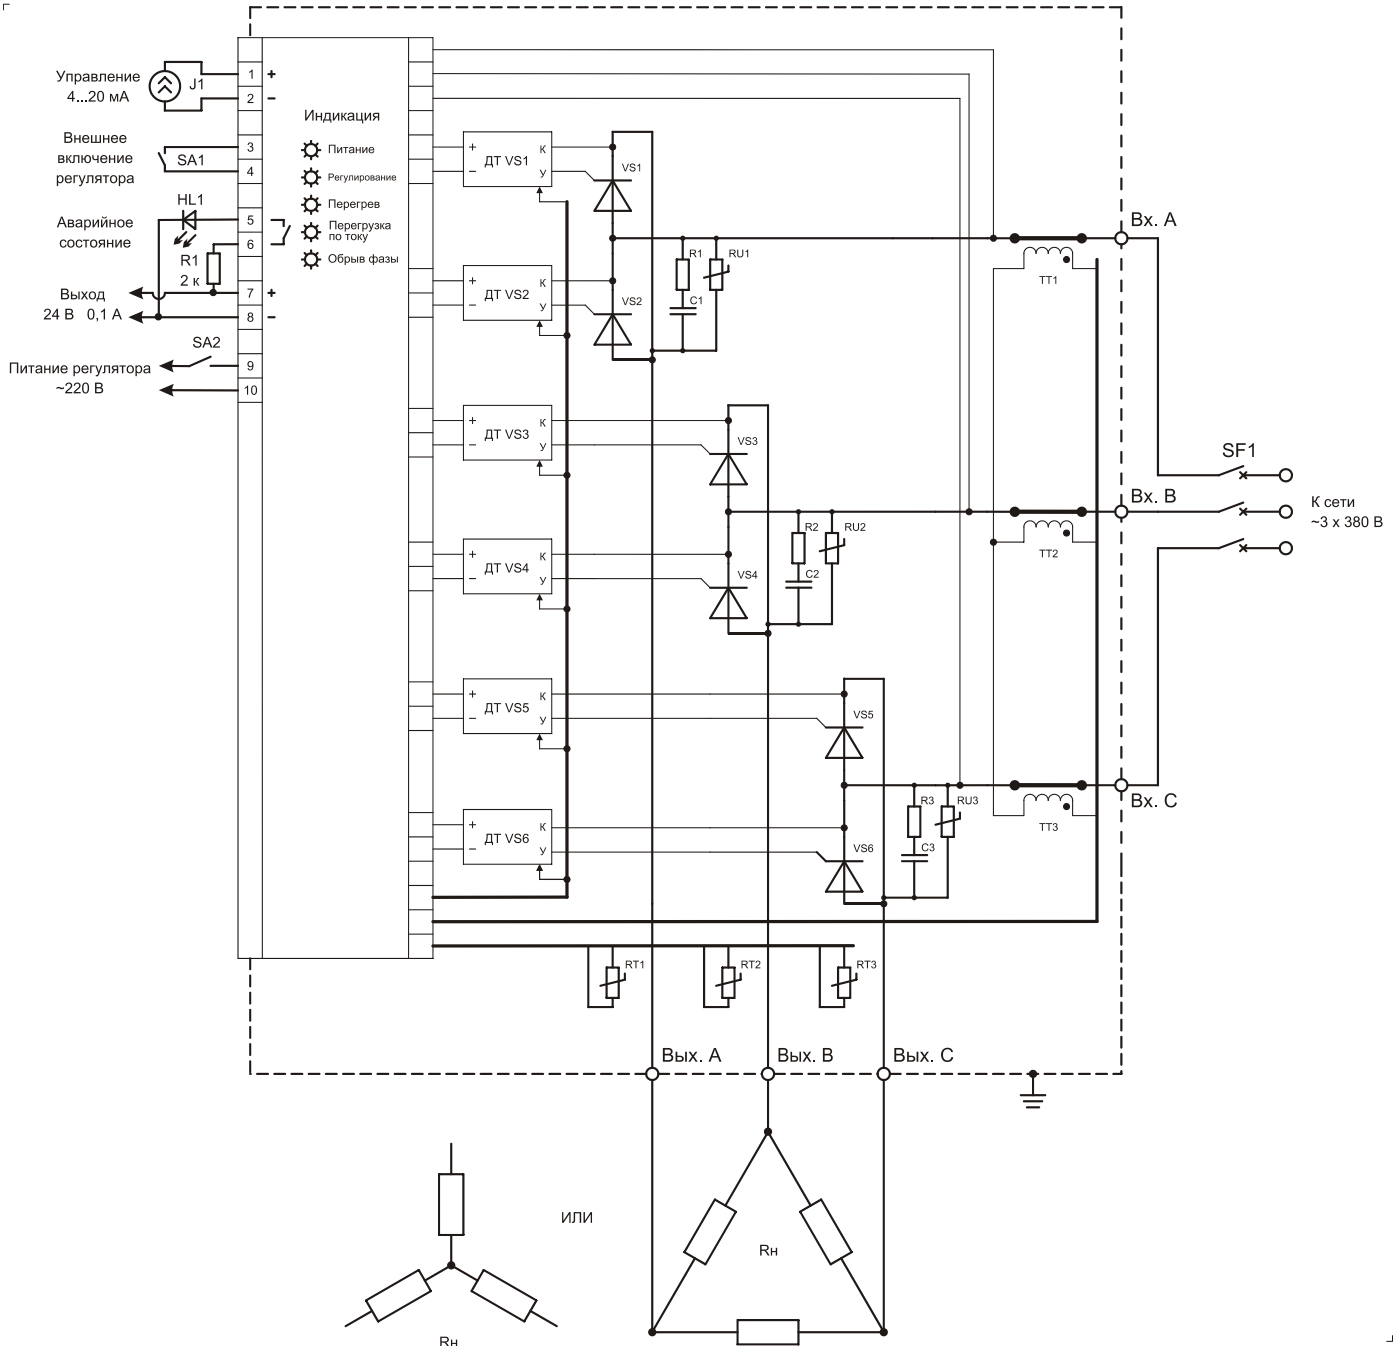 Управление
4...20 мА
J1
1
+
2
−
Внешнее
включение
регулятора
SA1
3
4
Аварийное
состояние
HL1
5
6
R1
2 к
Выход
24 В 0,1 А
7
+
8
−
SA2
Питание регулятора
~220 В
9
10
Индикация
Питание
Регулирование
Перегрев
Перегрузка
по току
Обрыв фазы
+
−
ДТ VS1
К
У
VS1
+
−
ДТ VS2
К
У
VS2
R1
RU1
C1
Вх. А
ТТ1
+
−
ДТ VS3
К
У
VS3
+
−
ДТ VS4
К
У
VS4
R2
RU2
C2
Вх. В
ТТ2
SF1
К сети
~3 x 380 В
+
−
ДТ VS5
К
У
VS5
+
−
ДТ VS6
К
У
VS6
R3
RU3
C3
Вх. С
ТТ3
RT1
RT2
RT3
Вых. А
Вых. В
Вых. С
ИЛИ
Rн
Rн